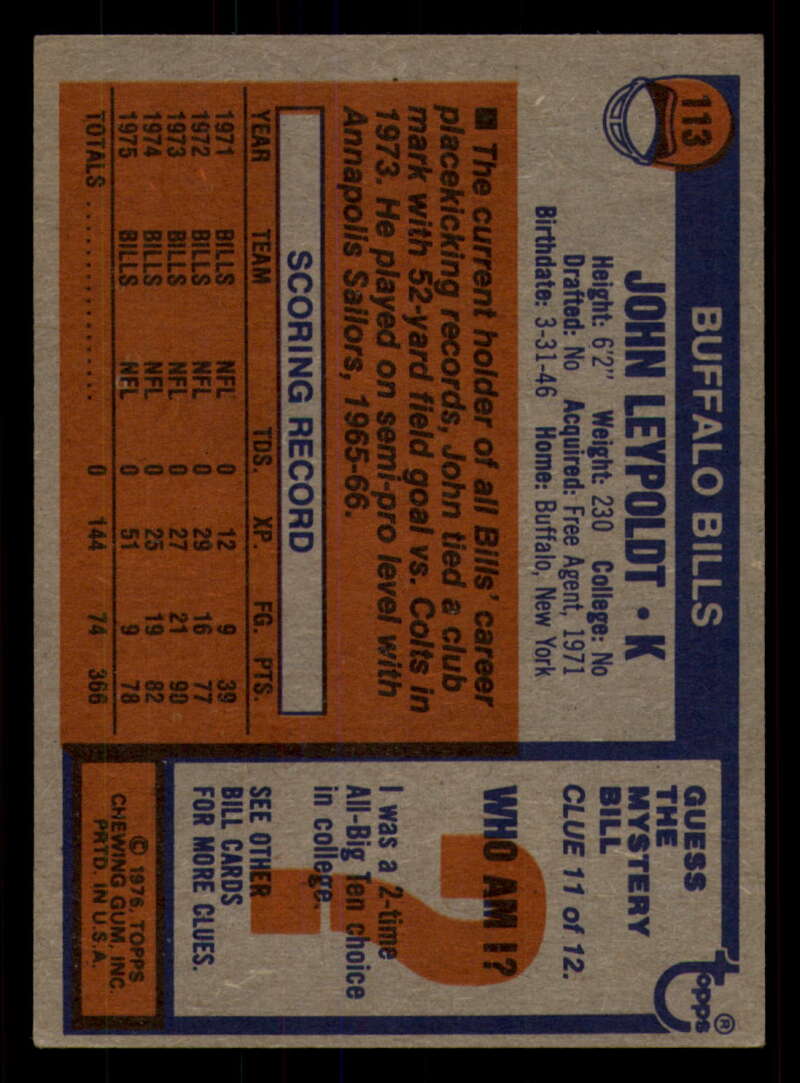 113
BUFFALO BILLS
JOHN LEYPOLDT • K
Height: 6'2" Weight: 230 College: No
Drafted: No Acquired: Free Agent, 1971
Birthdate: 3-31-46 Home: Buffalo, New York
■ The current holder of all Bills' career
placekicking records, John tied a club
mark with 52-yard field goal vs. Colts in
1973. He played on semi-pro level with
Annapolis Sailors, 1965-66.
SCORING RECORD
YEAR TEAM TDS. XP. FG. PTS.
1971 BILLS NFL 0 12 9 39
1972 BILLS NFL 0 29 16 77
1973 BILLS NFL 0 27 21 90
1974 BILLS NFL 0 25 19 82
1975 BILLS NFL 0 51 9 78
TOTALS .................... 0 144 74 366
topps®
GUESS
THE
MYSTERY
BILL
CLUE 11 of 12.
WHO AM I?
I was a 2-time
All-Big Ten choice
in college.
SEE OTHER
BILL CARDS
FOR MORE CLUES.
© 1976, TOPPS
CHEWING GUM, INC.
PRTD. IN U.S.A.